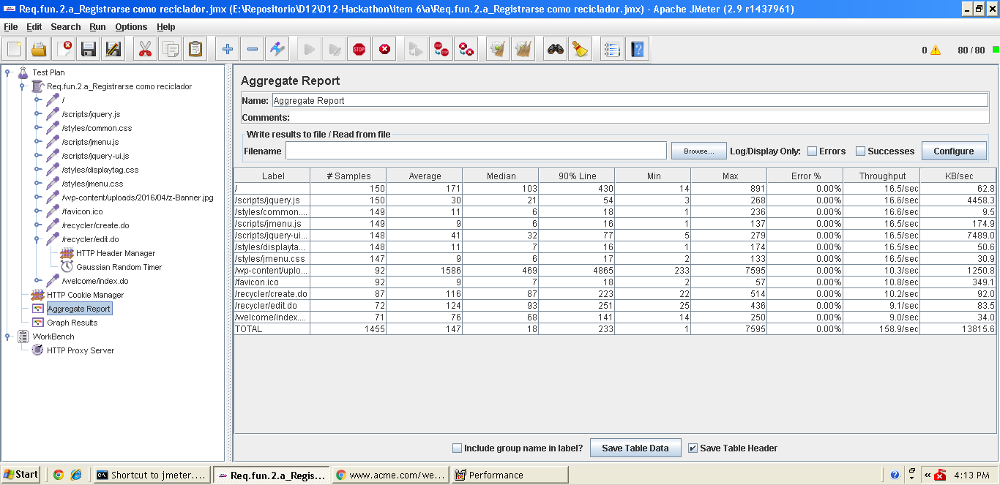 Req.fun.2.a_Registrarse como reciclador.jmx (E:\Repositorio\D12\D12-Hackathon\item 6\a\Req.fun.2.a_Registrarse como reciclador.jmx) - Apache JMeter (2.9 r1437961)
File Edit Search Run Options Help
STOP 0 80 / 80
Test Plan
Req.fun.2.a_Registrarse como reciclador
/
/scripts/jquery.js
/styles/common.css
/scripts/jmenu.js
/scripts/jquery-ui.js
/styles/displaytag.css
/styles/jmenu.css
/wp-content/uploads/2016/04/z-Banner.jpg
/favicon.ico
/recycler/create.do
/recycler/edit.do
HTTP Header Manager
Gaussian Random Timer
/welcome/index.do
HTTP Cookie Manager
Aggregate Report
Graph Results
WorkBench
HTTP Proxy Server
Aggregate Report
Name: Aggregate Report
Comments:
Write results to file / Read from file
Filename Browse... Log/Display Only: Errors Successes Configure
Label # Samples Average Median 90% Line Min Max Error % Throughput KB/sec
/ 150 171 103 430 14 891 0.00% 16.5/sec 62.8
/scripts/jquery.js 150 30 21 54 3 268 0.00% 16.6/sec 4458.3
/styles/common.... 149 11 6 18 1 236 0.00% 16.6/sec 9.5
/scripts/jmenu.js 149 9 6 16 1 137 0.00% 16.5/sec 174.9
/scripts/jquery-ui... 148 41 32 77 5 279 0.00% 16.5/sec 7489.0
/styles/displayta... 148 11 7 16 1 174 0.00% 16.5/sec 50.6
/styles/jmenu.css 147 9 6 17 2 133 0.00% 16.5/sec 30.9
/wp-content/uplo... 92 1586 469 4865 233 7595 0.00% 10.3/sec 1250.8
/favicon.ico 92 9 7 18 2 57 0.00% 10.8/sec 349.1
/recycler/create.do 87 116 87 223 22 514 0.00% 10.2/sec 92.0
/recycler/edit.do 72 124 93 251 25 436 0.00% 9.1/sec 83.5
/welcome/index.... 71 76 68 141 14 250 0.00% 9.0/sec 34.0
TOTAL 1455 147 18 233 1 7595 0.00% 158.9/sec 13815.6
Include group name in label? Save Table Data Save Table Header
Start Shortcut to jmeter.... Req.fun.2.a_Regis... www.acme.com/we... Performance 4:13 PM